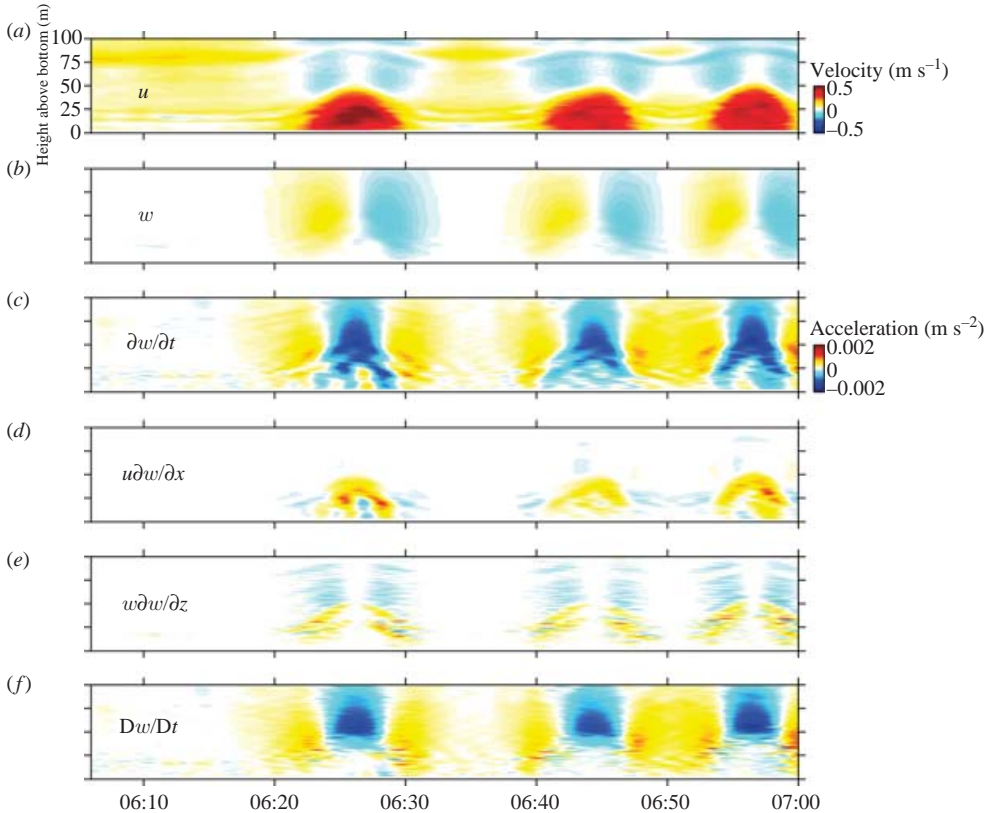 (a)
Height above bottom (m)
100
75
50
25
0
u
Velocity (m s–1)
0.5
0
–0.5
(b)
w
(c)
∂w/∂t
Acceleration (m s–2)
0.002
0
–0.002
(d)
u∂w/∂x
(e)
w∂w/∂z
(f)
Dw/Dt
06:10 06:20 06:30 06:40 06:50 07:00